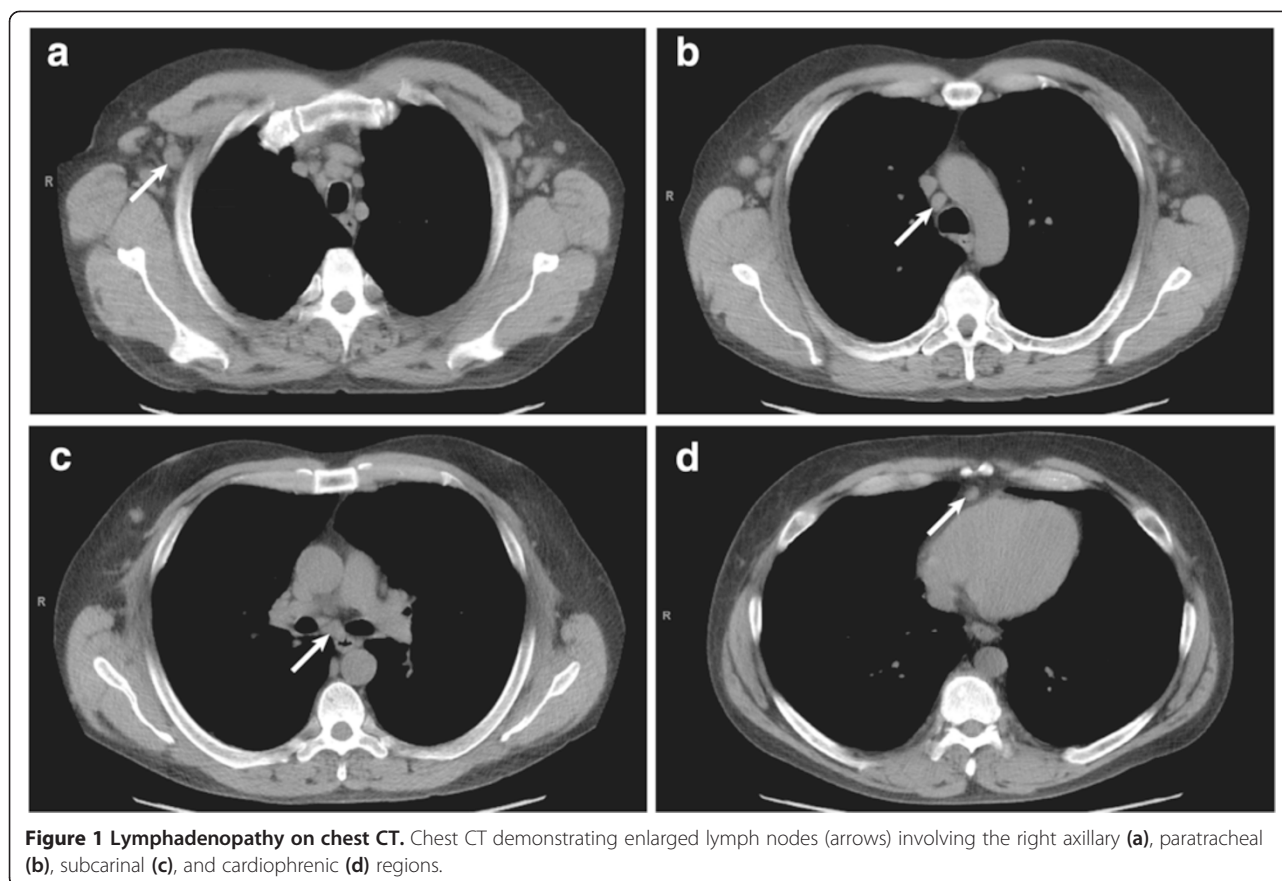 a
b
R
R
c
d
R
R
Figure 1 Lymphadenopathy on chest CT. Chest CT demonstrating enlarged lymph nodes (arrows) involving the right axillary (a), paratracheal
(b), subcarinal (c), and cardiophrenic (d) regions.